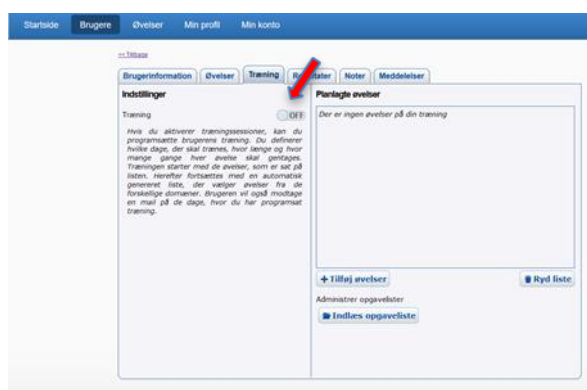 Startside Brugere Øvelser Min profil Min konto
<< Tilbage
Brugerinformation Øvelser Træning Noter Meddelelser
Indstillinger
Træning OFF
Hvis du aktiverer træningssessioner, kan du
programsætte brugerens træning. Du definerer
hvilke dage, der skal trænes, hvor længe og hvor
mange gange hver øvelse skal gentages.
Træningen starter med de øvelser, som er sat på
listen. Herefter fortsættes med en automatisk
genereret liste, der vælger øvelser fra de
forskellige domæner. Brugeren vil også modtage
en mail på de dage, hvor du har programsat
træning.
Planlagte øvelser
Der er ingen øvelser på din træning
+ Tilføj øvelser Ryd liste
Administrer opgavelister
Indlæs opgaveliste